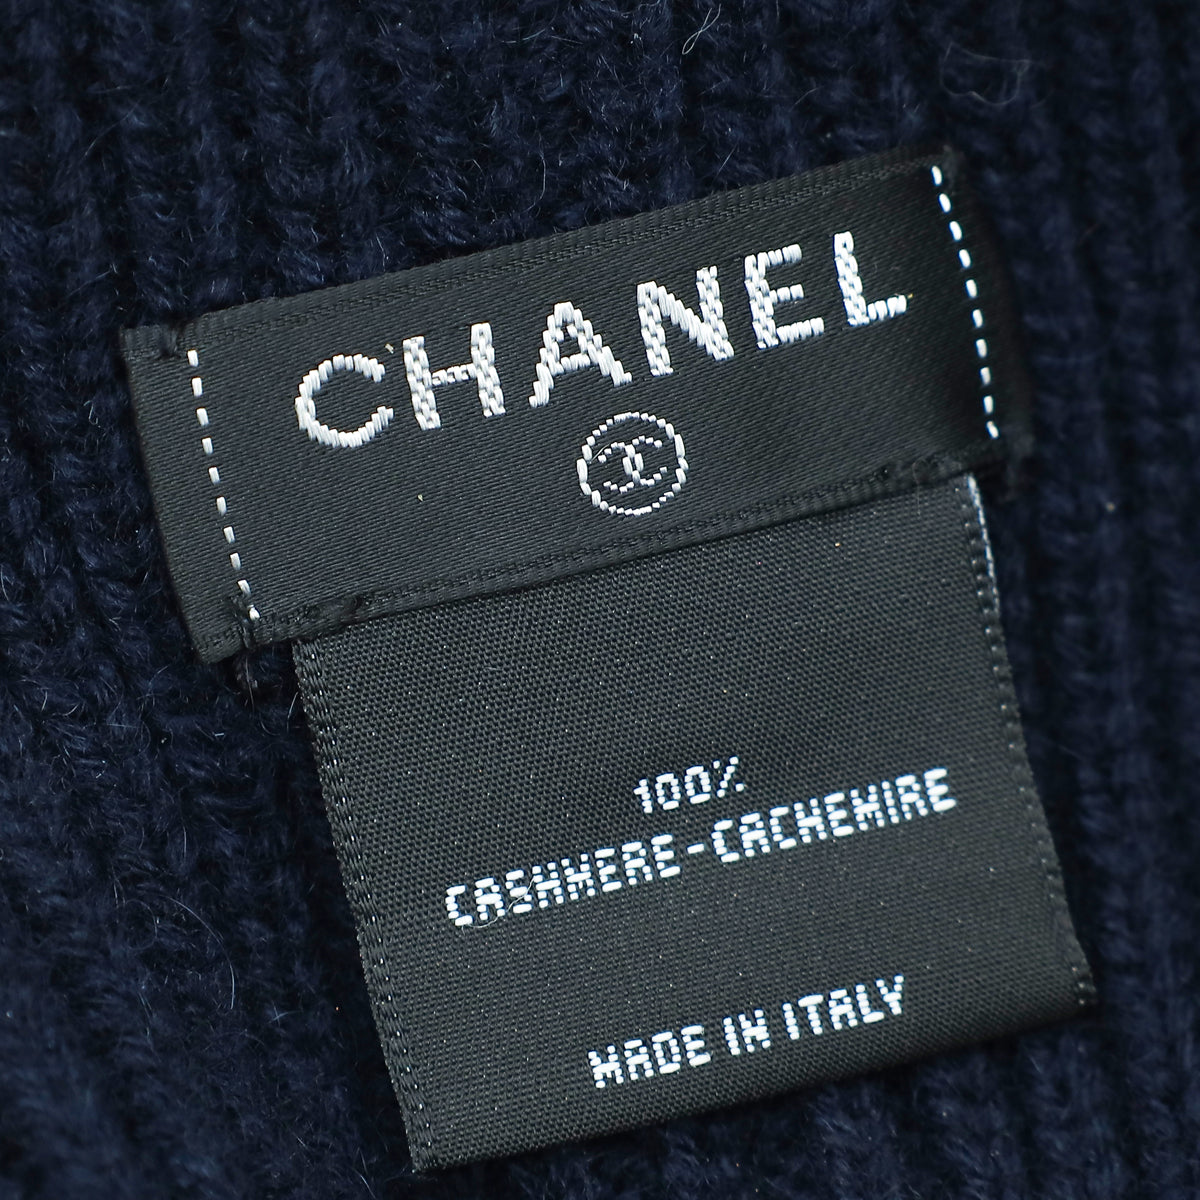 CHANEL
100%
CASHMERE-CACHEMIRE
MADE IN ITALY